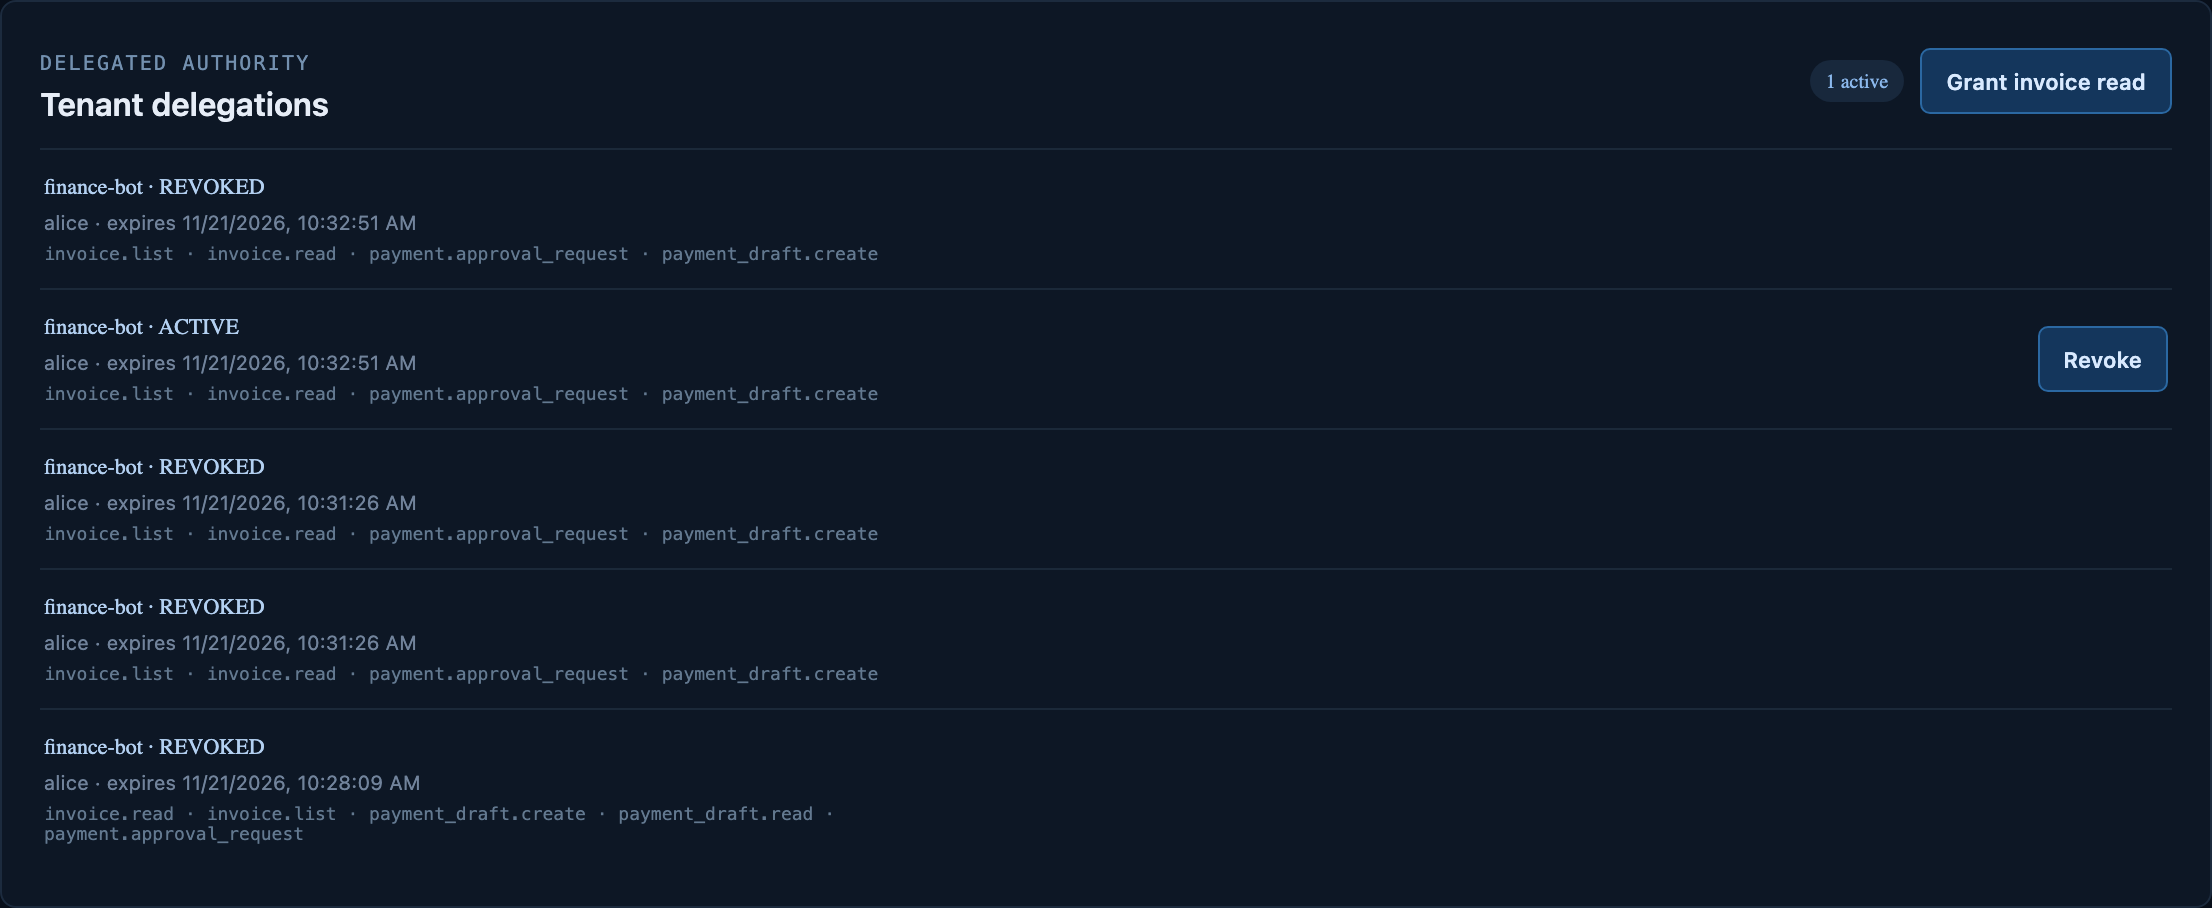 DELEGATED AUTHORITY
Tenant delegations
1 active
Grant invoice read
finance-bot · REVOKED
alice · expires 11/21/2026, 10:32:51 AM
invoice.list · invoice.read · payment.approval_request · payment_draft.create
finance-bot · ACTIVE
alice · expires 11/21/2026, 10:32:51 AM
invoice.list · invoice.read · payment.approval_request · payment_draft.create
Revoke
finance-bot · REVOKED
alice · expires 11/21/2026, 10:31:26 AM
invoice.list · invoice.read · payment.approval_request · payment_draft.create
finance-bot · REVOKED
alice · expires 11/21/2026, 10:31:26 AM
invoice.list · invoice.read · payment.approval_request · payment_draft.create
finance-bot · REVOKED
alice · expires 11/21/2026, 10:28:09 AM
invoice.read · invoice.list · payment_draft.create · payment_draft.read ·
payment.approval_request